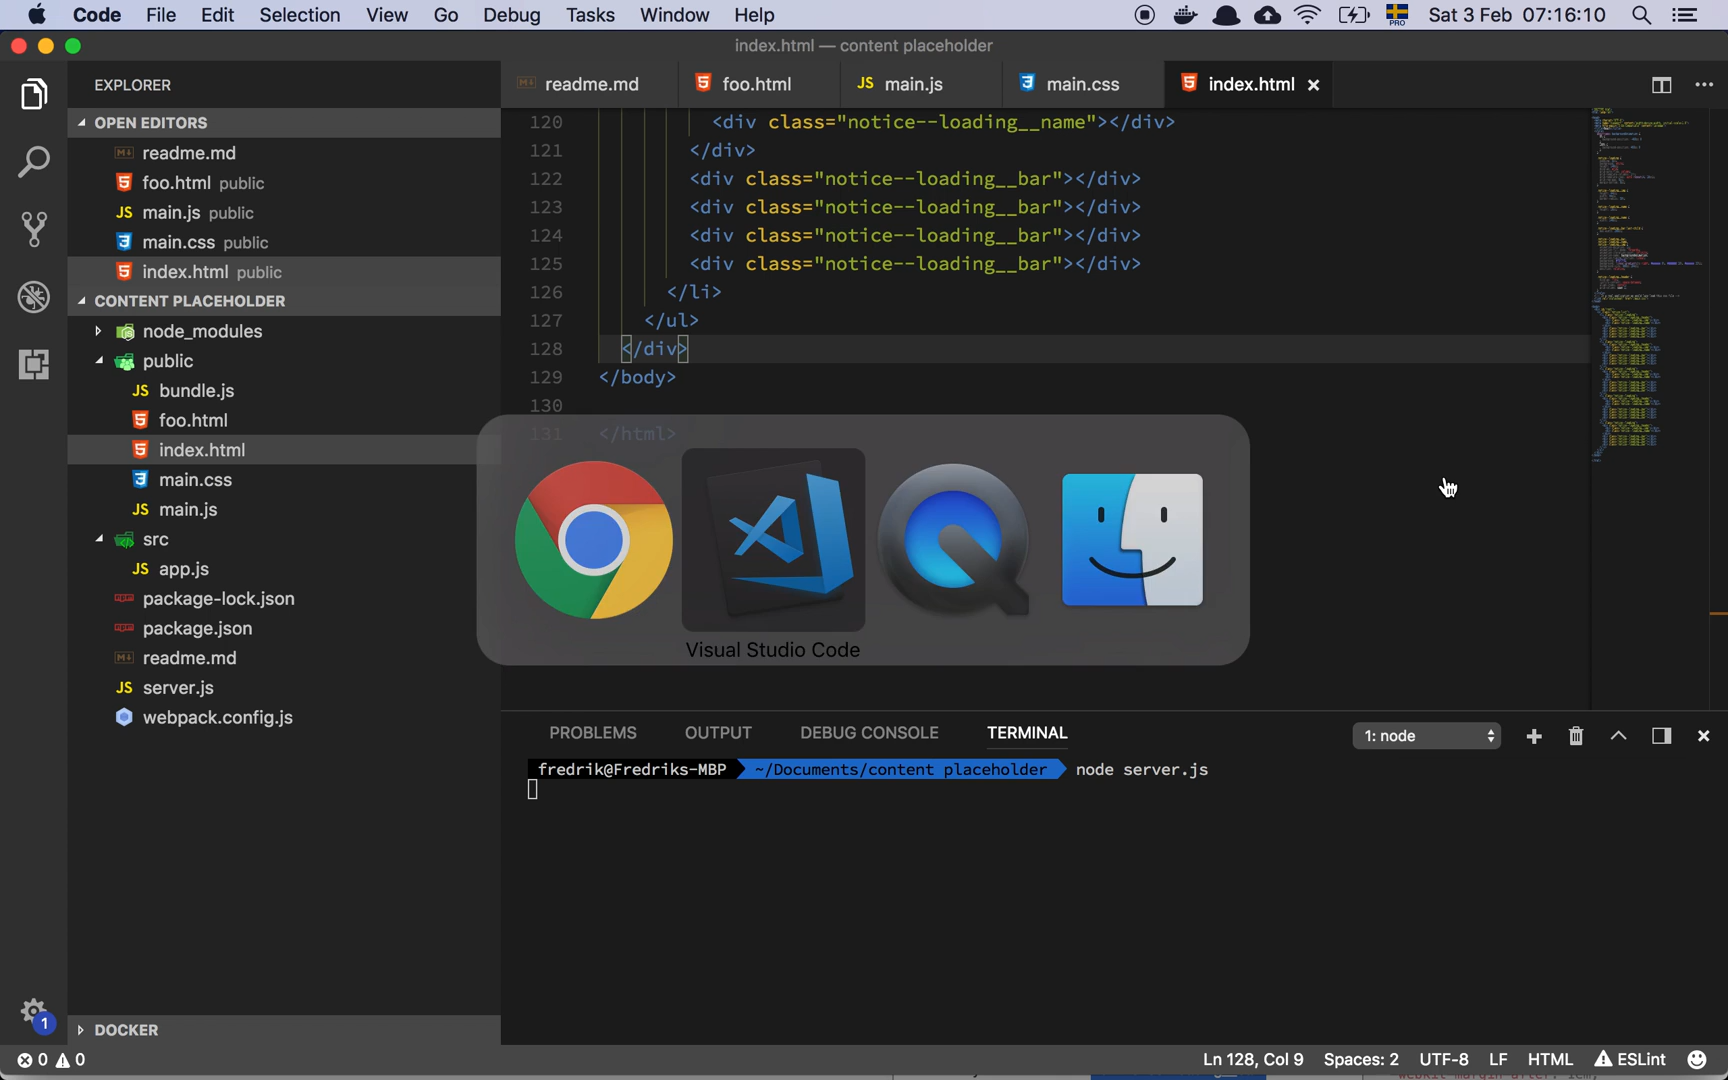 Code File Edit Selection View Go Debug Tasks Window Help
PRO Sat 3 Feb 07:16:10
index.html — content placeholder
EXPLORER
OPEN EDITORS
readme.md
foo.html public
JS main.js public
main.css public
index.html public
CONTENT PLACEHOLDER
node_modules
public
JS bundle.js
foo.html
index.html
main.css
JS main.js
src
JS app.js
package-lock.json
package.json
readme.md
JS server.js
webpack.config.js
DOCKER
1
readme.md foo.html JS main.js main.css index.html
120 <div class="notice--loading__name"></div>
121 </div>
122 <div class="notice--loading__bar"></div>
123 <div class="notice--loading__bar"></div>
124 <div class="notice--loading__bar"></div>
125 <div class="notice--loading__bar"></div>
126 </li>
127 </ul>
128 </div>
129 </body>
130
131 </html>
Visual Studio Code
PROBLEMS OUTPUT DEBUG CONSOLE TERMINAL 1: node
fredrik@Fredriks-MBP ~/Documents/content placeholder node server.js
0 0 Ln 128, Col 9 Spaces: 2 UTF-8 LF HTML ESLint